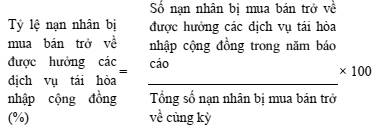 Tỷ lệ nạn nhân bị
mua bán trở về
được hưởng các
dịch vụ tái hòa
nhập cộng đồng
(%)
=
Số nạn nhân bị mua bán trở về
được hưởng các dịch vụ tái hòa
nhập cộng đồng trong năm báo
cáo
Tổng số nạn nhân bị mua bán trở
về cùng kỳ
× 100